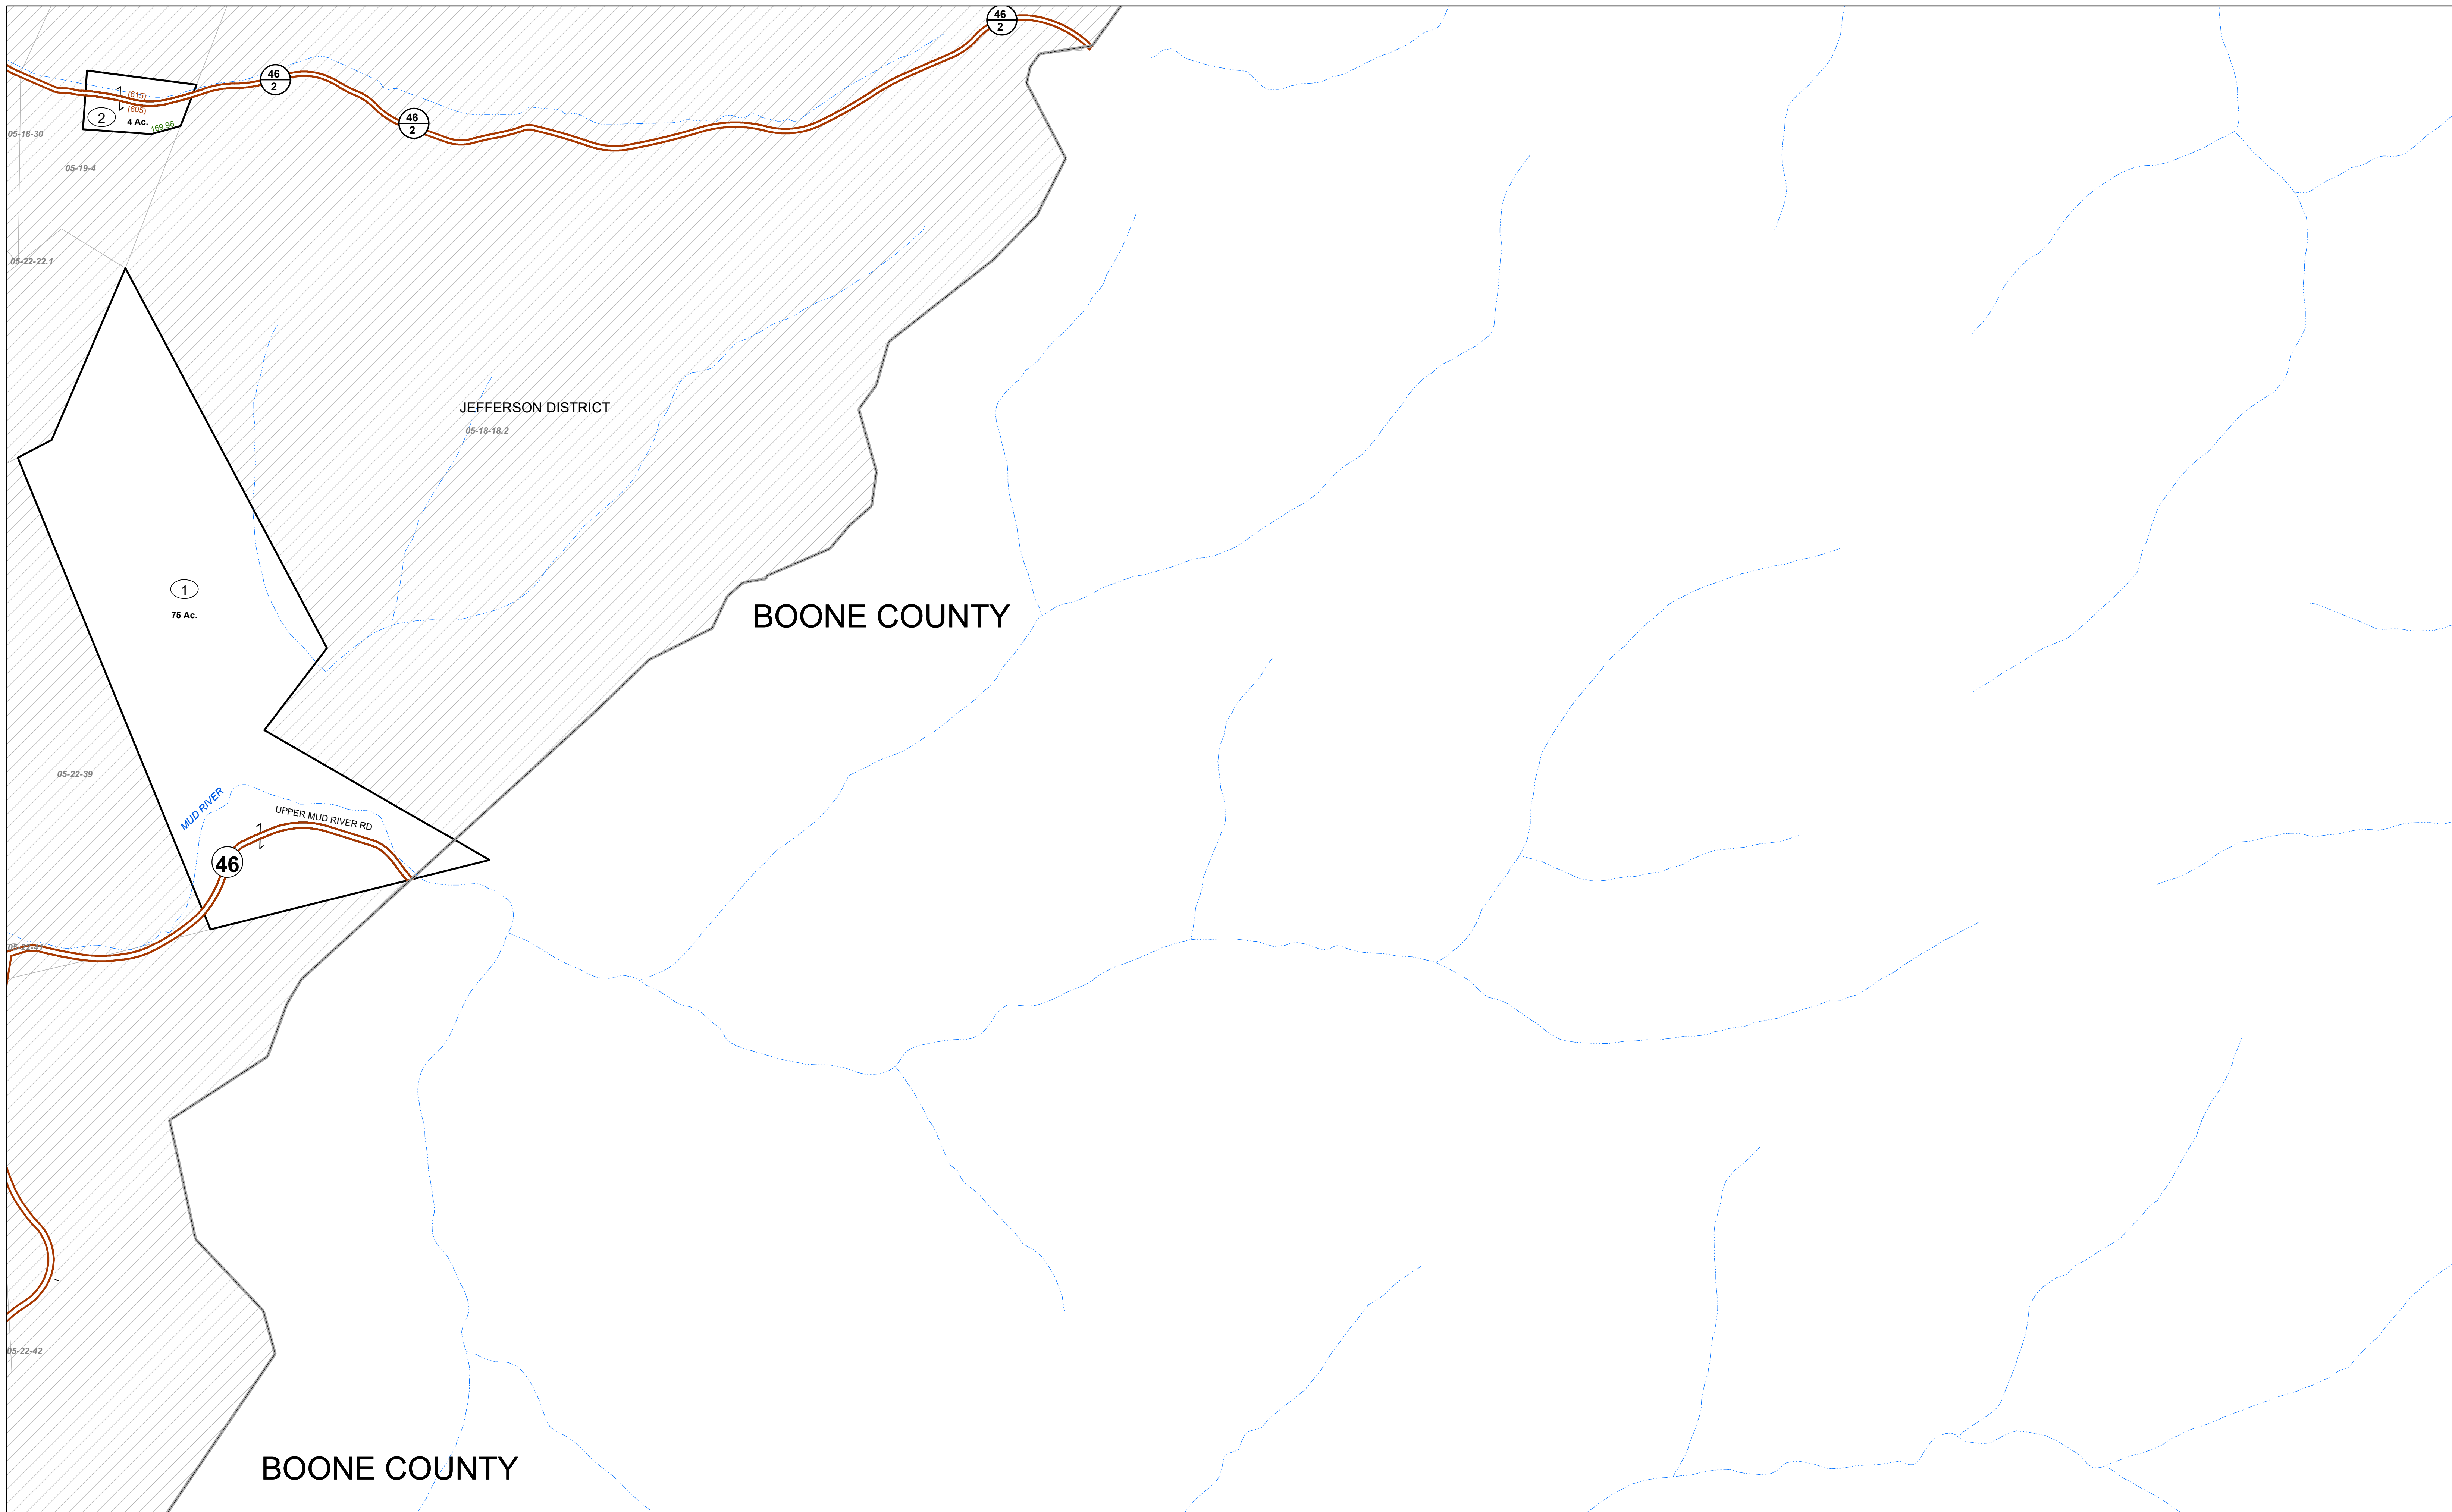 46
2
46
2
(615)
(605)
2
4 Ac.
169.96
46
2
05-18-30
05-19-4
05-22-22.1
JEFFERSON DISTRICT
05-18-18.2
1
75 Ac.
BOONE COUNTY
05-22-39
MUD RIVER
UPPER MUD RIVER RD
46
05-22-42
BOONE COUNTY